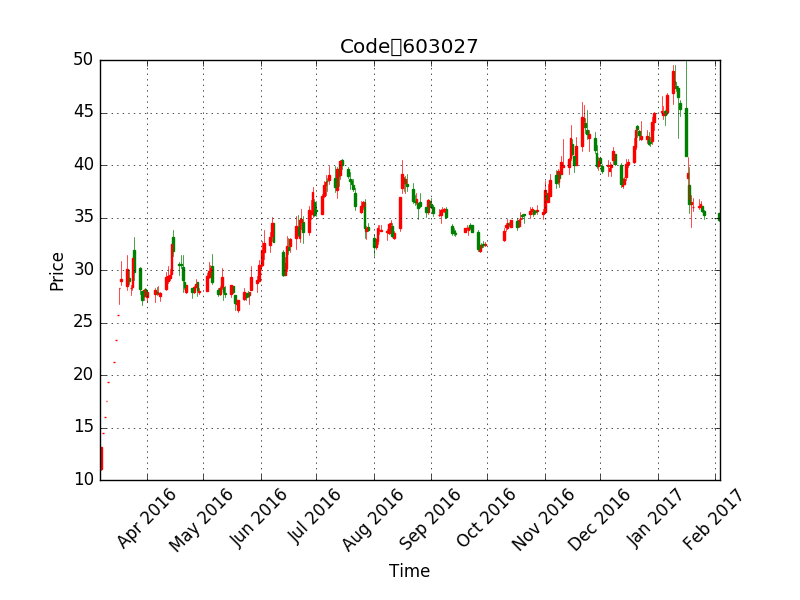 Code▯603027
50
45
40
35
30
25
20
15
10
Price
Apr 2016
May 2016
Jun 2016
Jul 2016
Aug 2016
Sep 2016
Oct 2016
Nov 2016
Dec 2016
Jan 2017
Feb 2017
Time